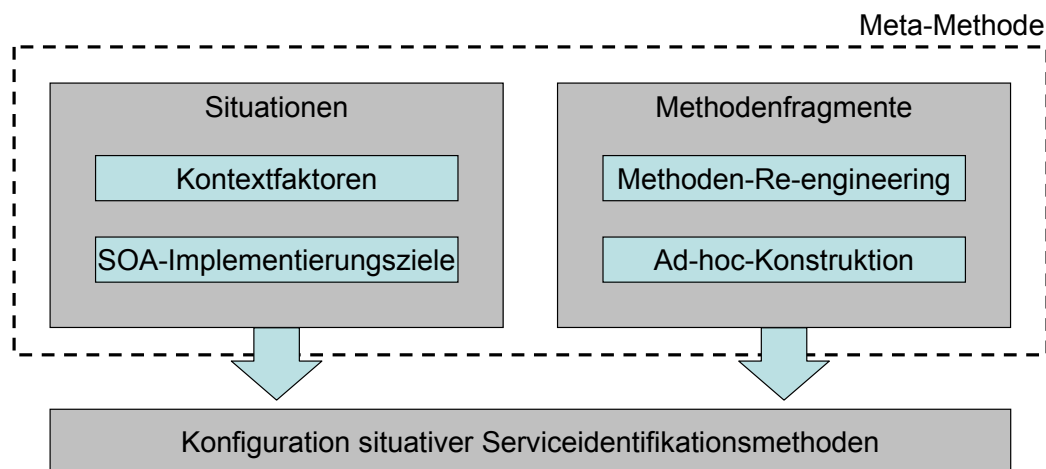 Meta-Methode
Situationen
Kontextfaktoren
SOA-Implementierungsziele
Methodenfragmente
Methoden-Re-engineering
Ad-hoc-Konstruktion
Konfiguration situativer Serviceidentifikationsmethoden